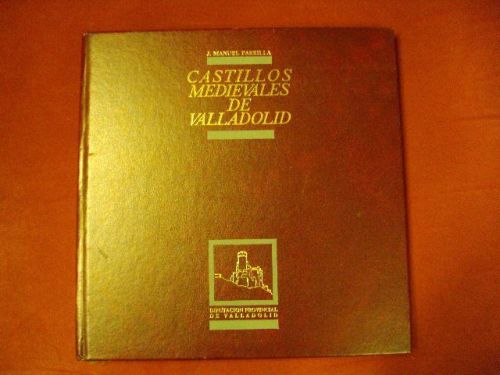 J. MANUEL PARRILLA
CASTILLOS
MEDIEVALES
DE
VALLADOLID
DIPUTACION PROVINCIAL
DE VALLADOLID